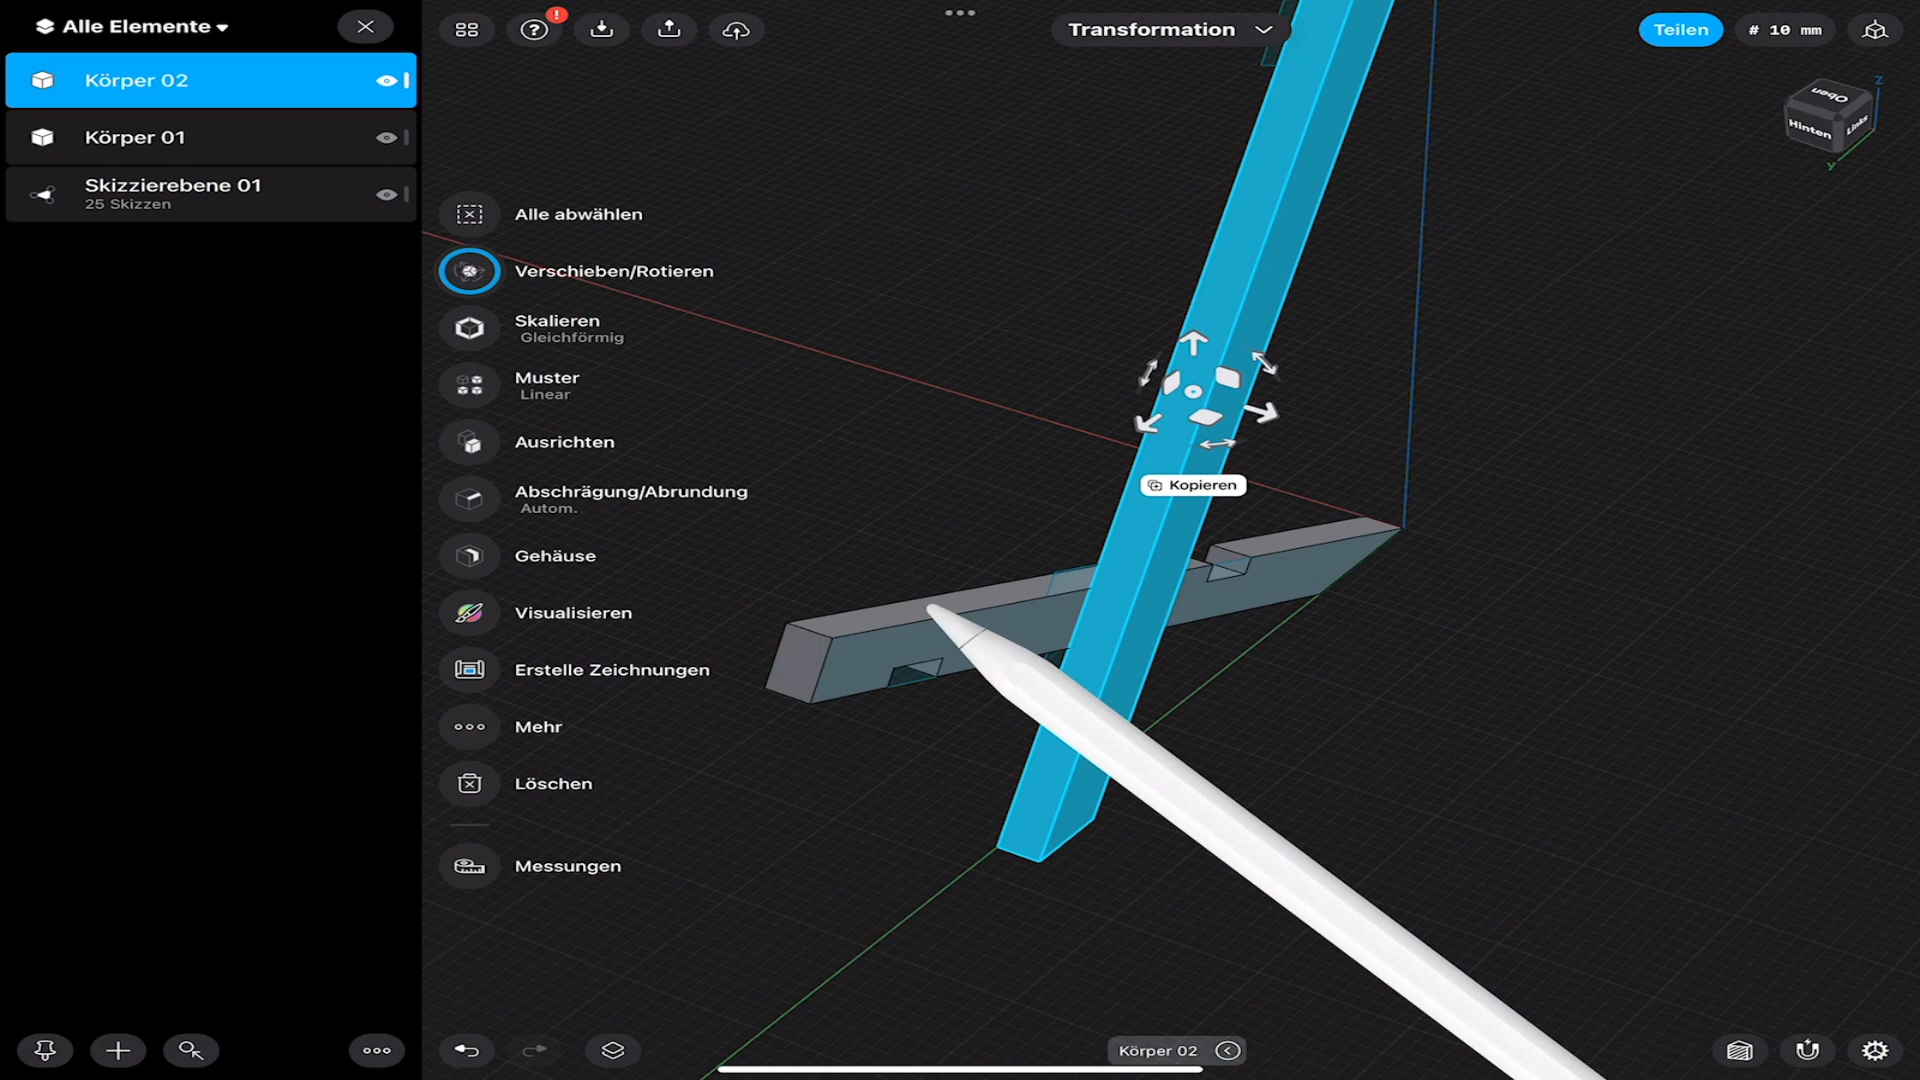 Alle Elemente
Körper 02
Körper 01
Skizzierebene 01
25 Skizzen
?
!
Transformation
Teilen
# 10 mm
Oben
Hinten
Links
Z
Y
Alle abwählen
Verschieben/Rotieren
Skalieren
Gleichförmig
Muster
Linear
Ausrichten
Abschrägung/Abrundung
Autom.
Gehäuse
Visualisieren
Erstelle Zeichnungen
Mehr
Löschen
Messungen
Kopieren
Körper 02